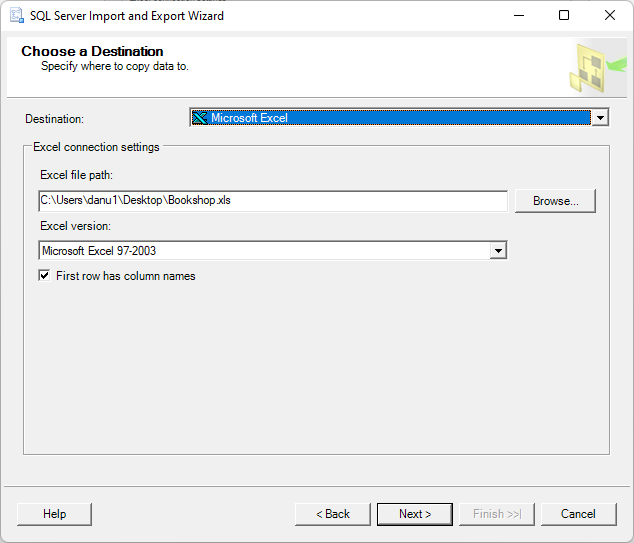 SQL Server Import and Export Wizard
Choose a Destination
Specify where to copy data to.
Destination:
Microsoft Excel
Excel connection settings
Excel file path:
C:\Users\danu1\Desktop\Bookshop.xls
Browse...
Excel version:
Microsoft Excel 97-2003
First row has column names
Help
< Back
Next >
Finish >>|
Cancel